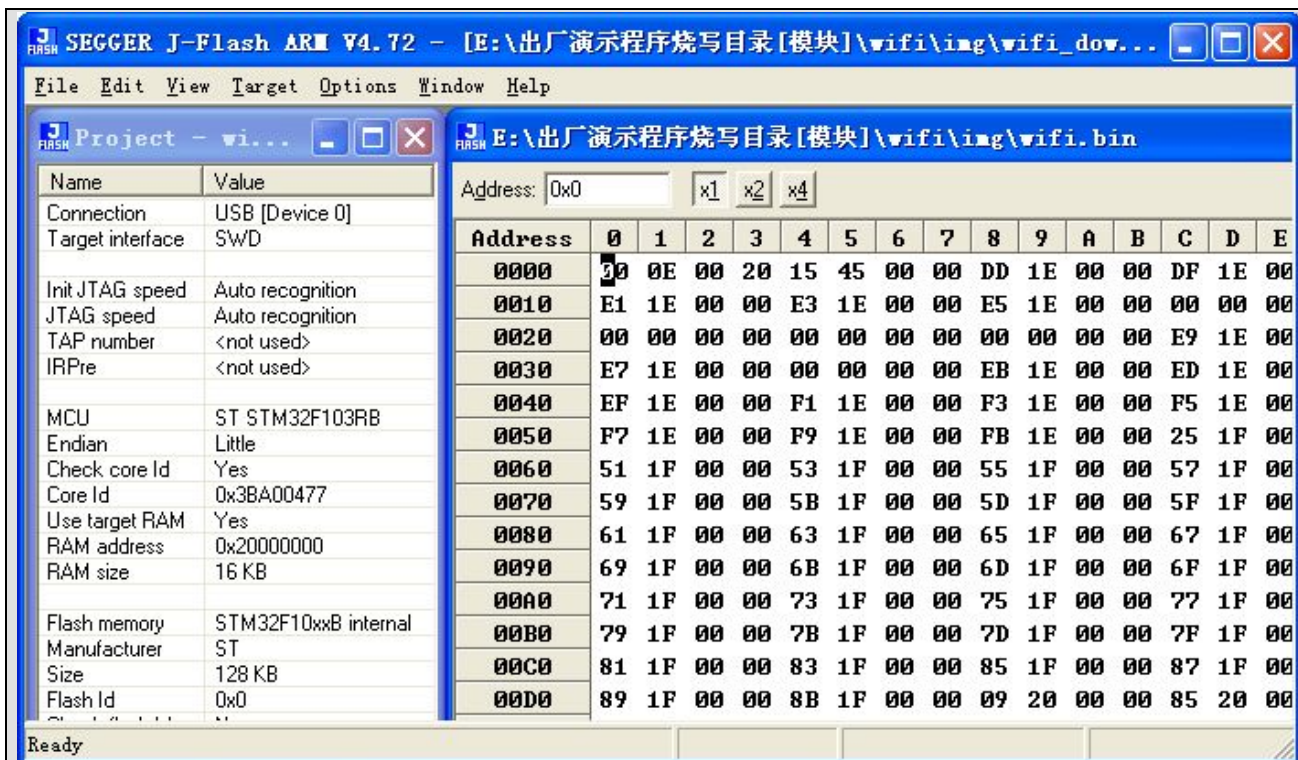 SEGGER J-Flash ARM V4.72 - [E:\出厂演示程序烧写目录[模块]\wifi\img\wifi_dow...
File Edit View Target Options Window Help
Project - wi...
Name Value
Connection USB [Device 0]
Target interface SWD
Init JTAG speed Auto recognition
JTAG speed Auto recognition
TAP number <not used>
IRPre <not used>
MCU ST STM32F103RB
Endian Little
Check core Id Yes
Core Id 0x3BA00477
Use target RAM Yes
RAM address 0x20000000
RAM size 16 KB
Flash memory STM32F10xxB internal
Manufacturer ST
Size 128 KB
Flash Id 0x0
E:\出厂演示程序烧写目录[模块]\wifi\img\wifi.bin
Address: 0x0 x1 x2 x4
Address 0 1 2 3 4 5 6 7 8 9 A B C D E
0000 00 0E 00 20 15 45 00 00 DD 1E 00 00 DF 1E 00
0010 E1 1E 00 00 E3 1E 00 00 E5 1E 00 00 00 00 00
0020 00 00 00 00 00 00 00 00 00 00 00 00 E9 1E 00
0030 E7 1E 00 00 00 00 00 00 EB 1E 00 00 ED 1E 00
0040 EF 1E 00 00 F1 1E 00 00 F3 1E 00 00 F5 1E 00
0050 F7 1E 00 00 F9 1E 00 00 FB 1E 00 00 25 1F 00
0060 51 1F 00 00 53 1F 00 00 55 1F 00 00 57 1F 00
0070 59 1F 00 00 5B 1F 00 00 5D 1F 00 00 5F 1F 00
0080 61 1F 00 00 63 1F 00 00 65 1F 00 00 67 1F 00
0090 69 1F 00 00 6B 1F 00 00 6D 1F 00 00 6F 1F 00
00A0 71 1F 00 00 73 1F 00 00 75 1F 00 00 77 1F 00
00B0 79 1F 00 00 7B 1F 00 00 7D 1F 00 00 7F 1F 00
00C0 81 1F 00 00 83 1F 00 00 85 1F 00 00 87 1F 00
00D0 89 1F 00 00 8B 1F 00 00 09 20 00 00 85 20 00
Ready